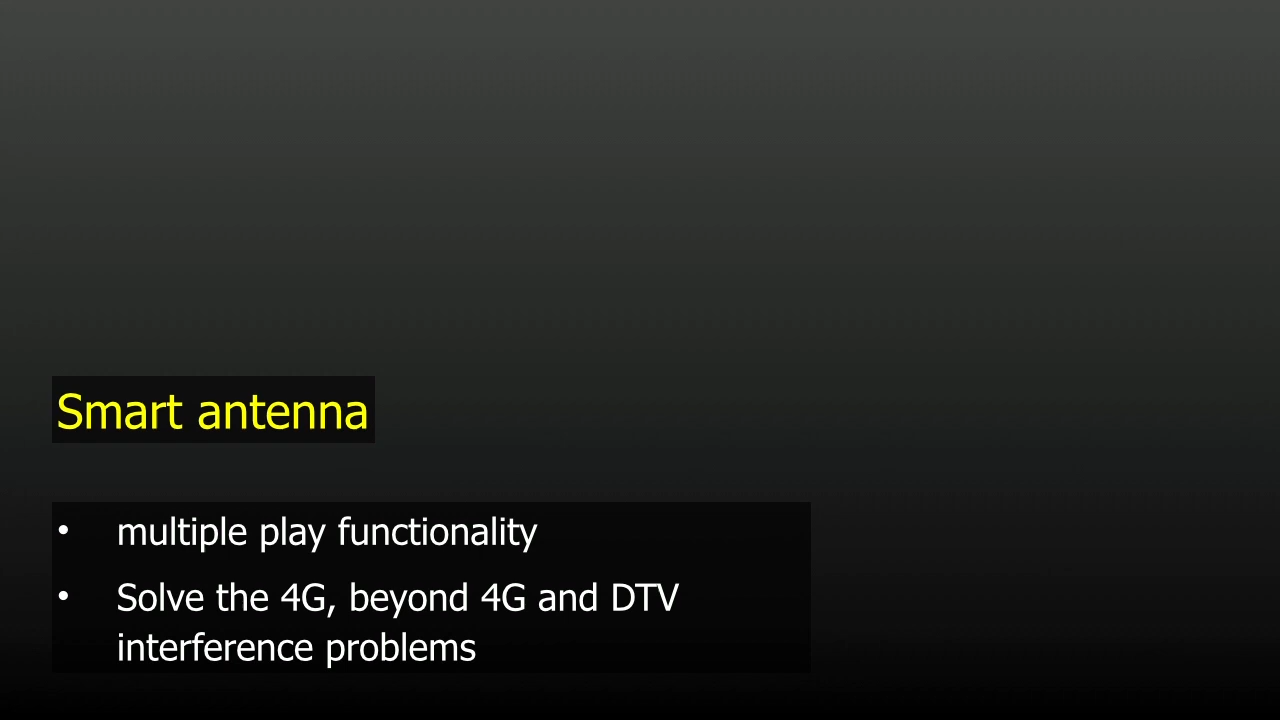 Smart antenna
• multiple play functionality
• Solve the 4G, beyond 4G and DTV
interference problems